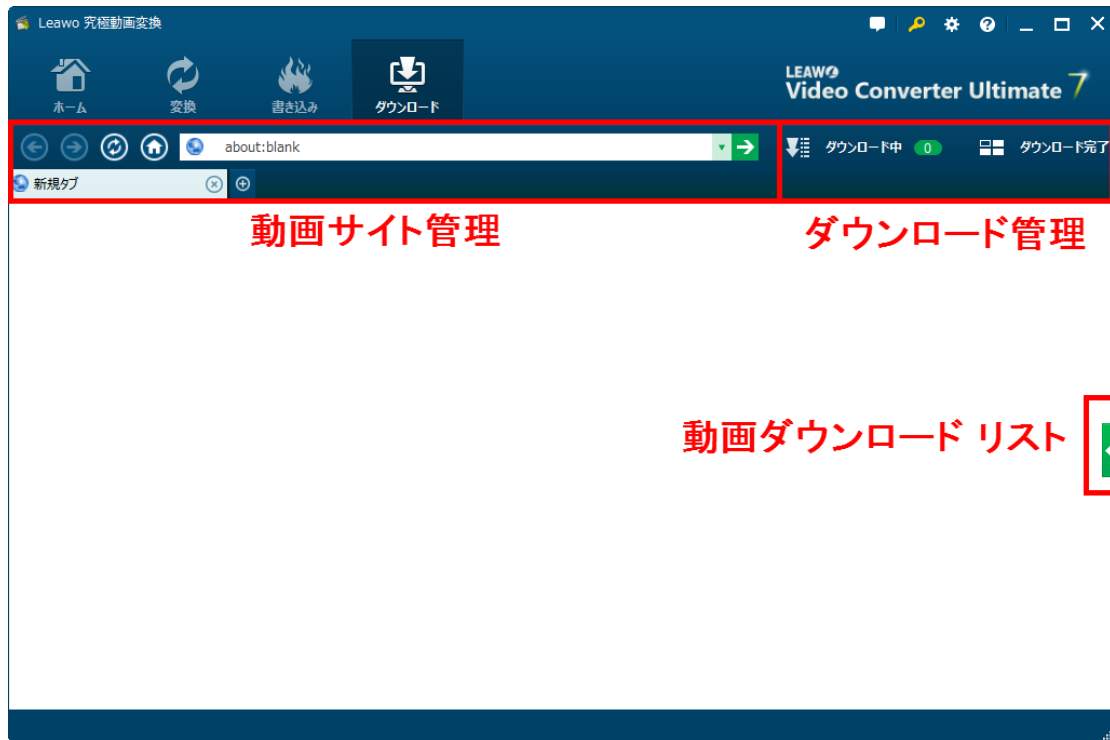 Leawo 究極動画変換
ホーム 変換 書き込み ダウンロード
LEAWO
Video Converter Ultimate 7
about:blank
ダウンロード中 0 ダウンロード完了
新規タブ
動画サイト管理 ダウンロード管理
動画ダウンロード リスト